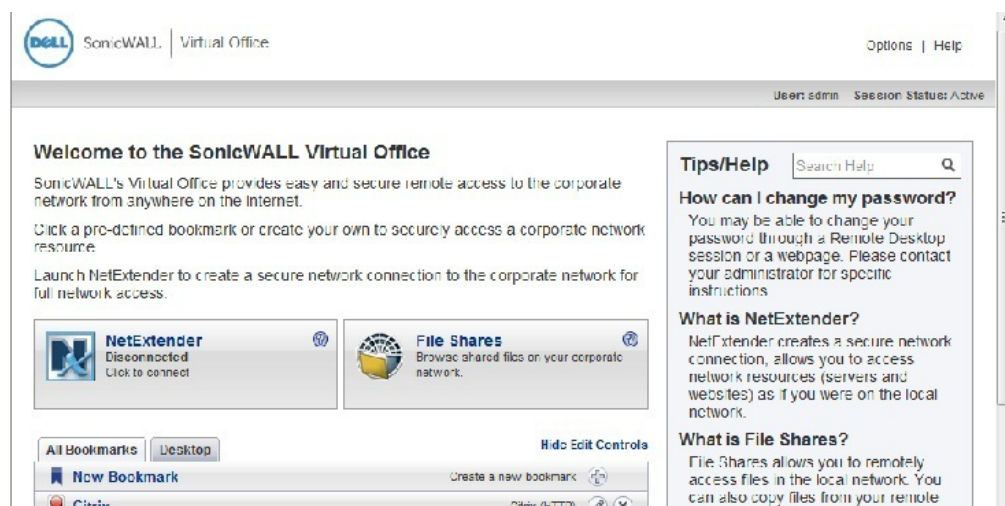 DELL SonicWALL | Virtual Office
Options | Help
User: admin Session Status: Active
Welcome to the SonicWALL Virtual Office
SonicWALL's Virtual Office provides easy and secure remote access to the corporate
network from anywhere on the Internet.
Click a pre-defined bookmark or create your own to securely access a corporate network
resource
Launch NetExtender to create a secure network connection to the corporate network for
full network access.
NetExtender
Disconnected
Click to connect
File Shares
Browse shared files on your corporate
network.
All Bookmarks Desktop
Hide Edit Controls
New Bookmark Create a new bookmark
Citrix Citrix (HTTP)
Tips/Help Search Help
How can I change my password?
You may be able to change your
password through a Remote Desktop
session or a webpage. Please contact
your administrator for specific
instructions
What is NetExtender?
NetExtender creates a secure network
connection, allows you to access
network resources (servers and
websites) as if you were on the local
network.
What is File Shares?
File Shares allows you to remotely
access files in the local network. You
can also copy files from your remote